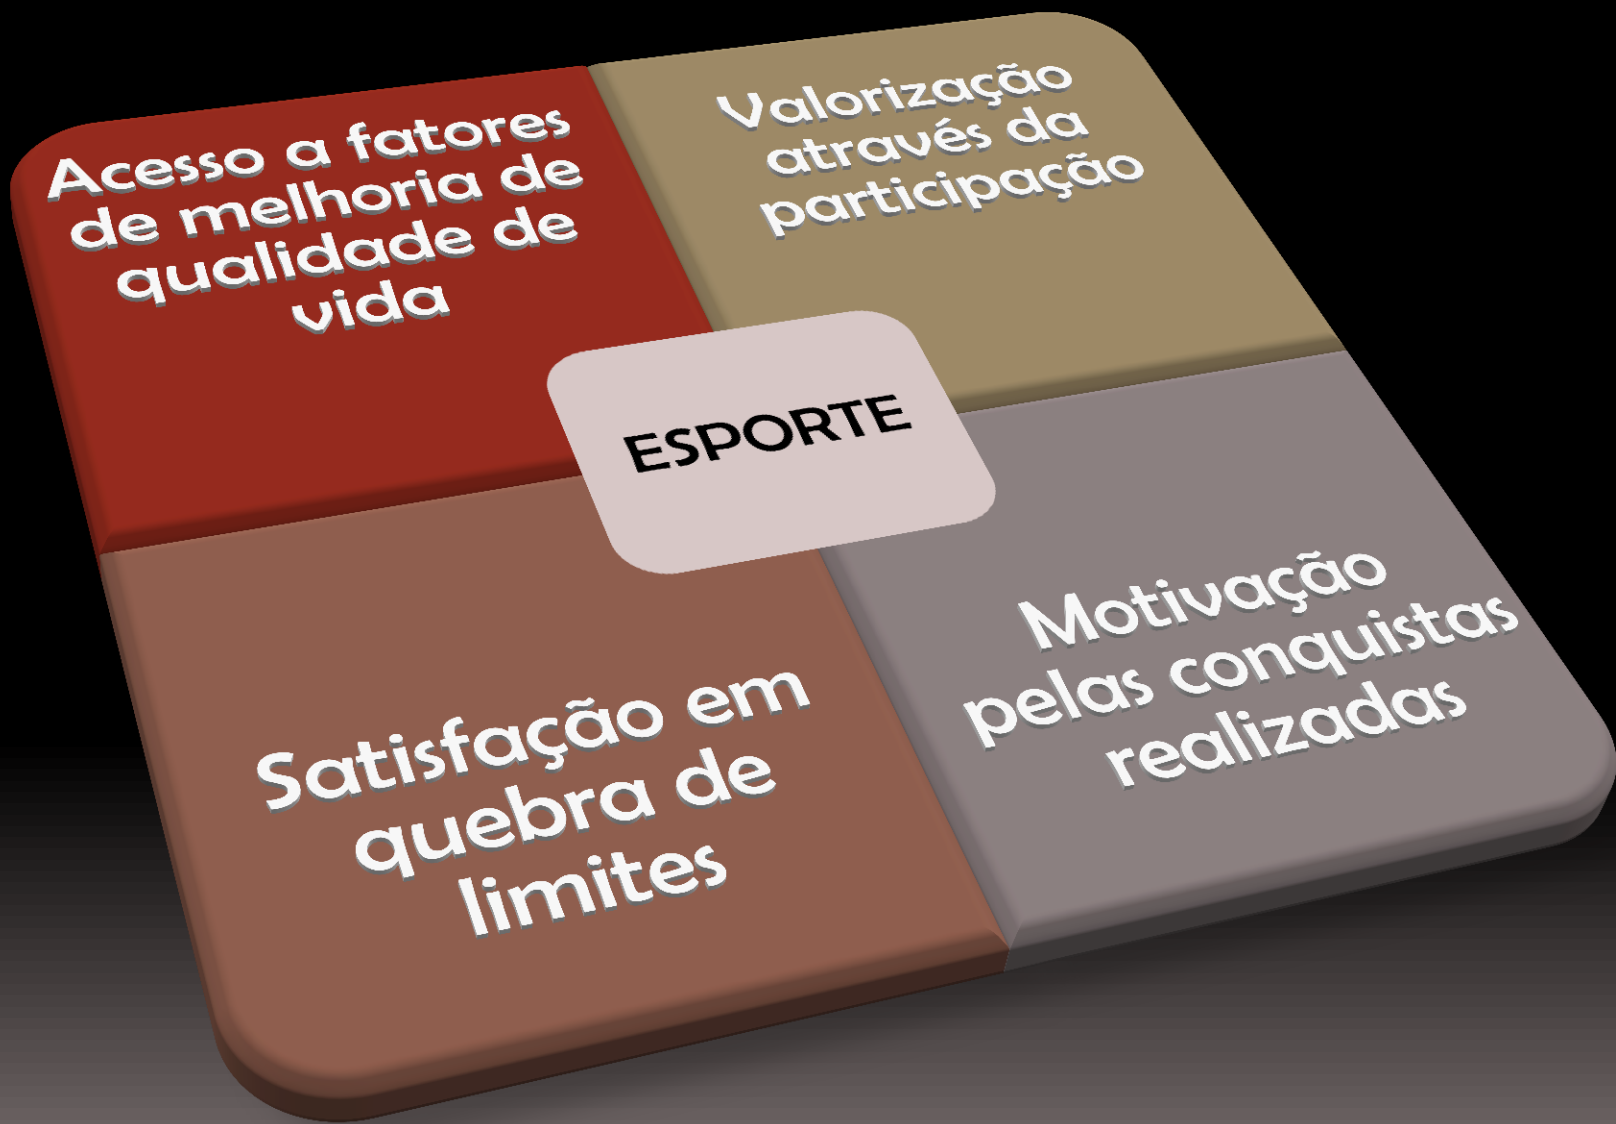 Acesso a fatores
de melhoria de
qualidade de
vida
Valorização
através da
participação
ESPORTE
Satisfação em
quebra de
limites
Motivação
pelas conquistas
realizadas